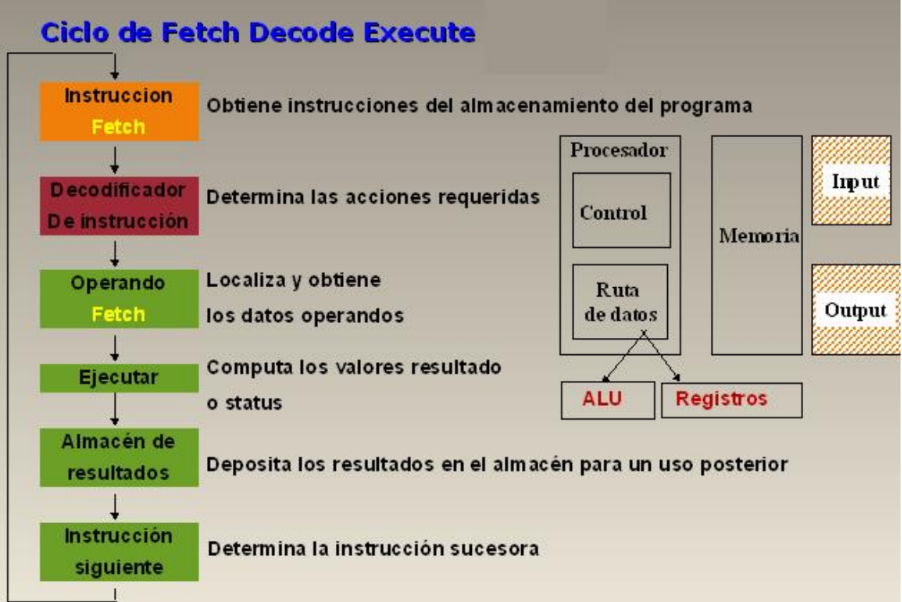 Ciclo de Fetch Decode Execute
Instruccion
Fetch
Obtiene instrucciones del almacenamiento del programa
Decodificador
De instrucción
Determina las acciones requeridas
Operando
Fetch
Localiza y obtiene
los datos operandos
Ejecutar
Computa los valores resultado
o status
Almacén de
resultados
Deposita los resultados en el almacén para un uso posterior
Instrucción
siguiente
Determina la instrucción sucesora
Procesador
Control
Ruta
de datos
Memoria
Input
Output
ALU
Registros